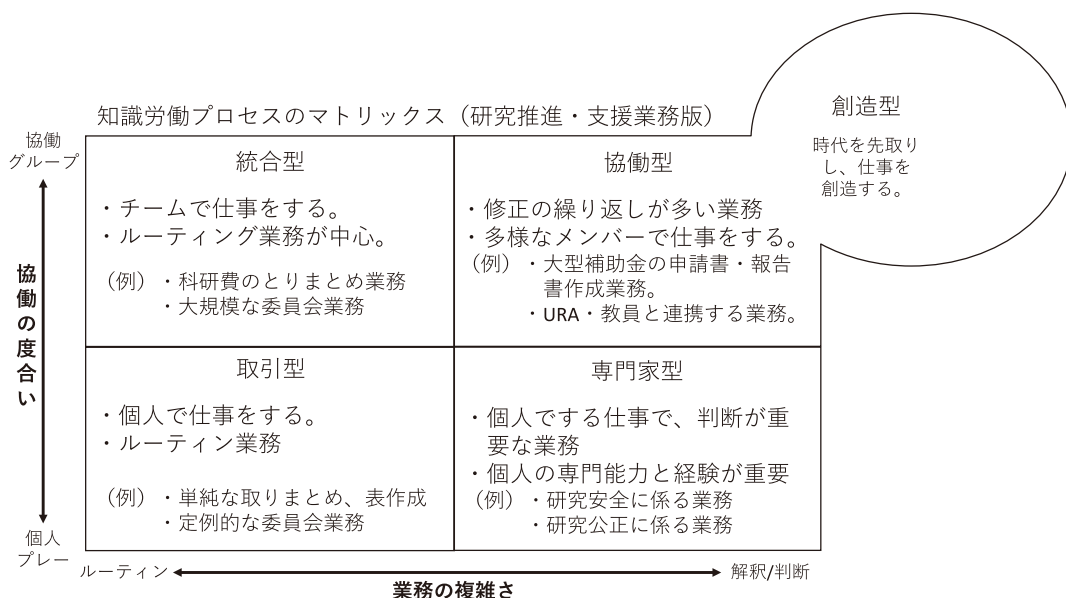 知識労働プロセスのマトリックス（研究推進・支援業務版）
創造型
時代を先取り
し、仕事を
創造する。
協働
グループ
協働の度合い
個人
プレー
統合型
・チームで仕事をする。
・ルーティング業務が中心。
（例）・科研費のとりまとめ業務
・大規模な委員会業務
協働型
・修正の繰り返しが多い業務
・多様なメンバーで仕事をする。
（例）・大型補助金の申請書・報告
書作成業務。
・URA・教員と連携する業務。
取引型
・個人で仕事をする。
・ルーティン業務
（例）・単純な取りまとめ、表作成
・定例的な委員会業務
専門家型
・個人でする仕事で、判断が重
要な業務
・個人の専門能力と経験が重要
（例）・研究安全に係る業務
・研究公正に係る業務
ルーティン
解釈/判断
業務の複雑さ